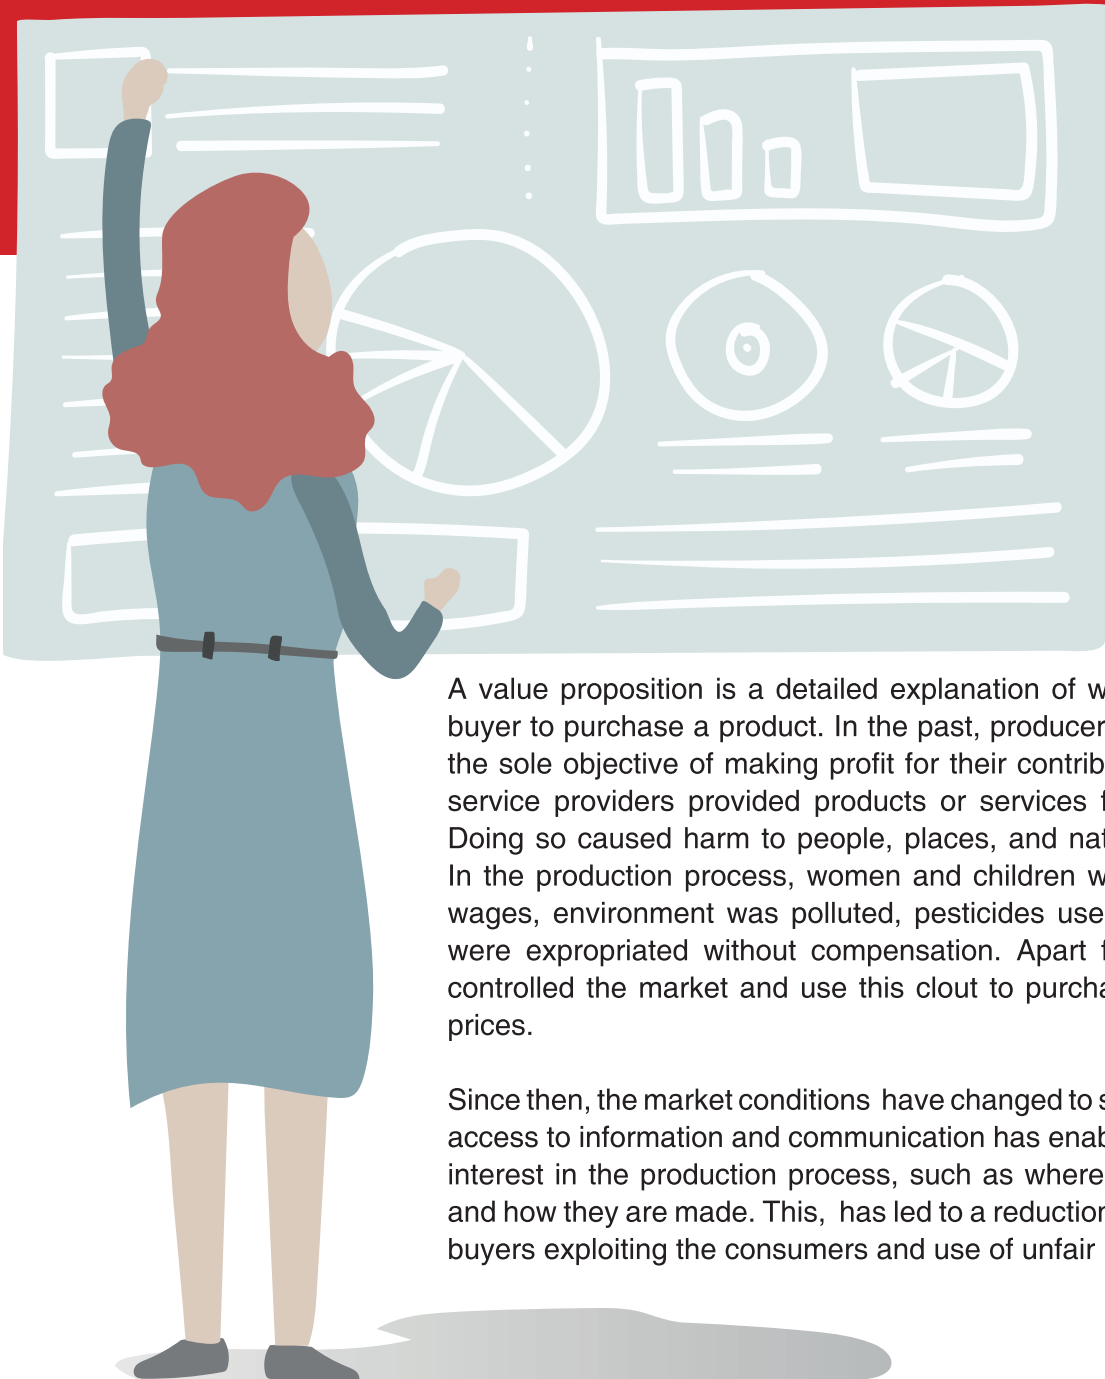 A value proposition is a detailed explanation of
buyer to purchase a product. In the past,
the sole objective of making profit for their
service providers provided products or services
Doing so caused harm to people, places, and
In the production process, women and children
wages, environment was polluted, pesticides
were expropriated without compensation. Apart
controlled the market and use this clout to
prices.
Since then, the market conditions have changed to
access to information and communication has
interest in the production process, such as where
and how they are made. This, has led to a reduction
buyers exploiting the consumers and use of unfair